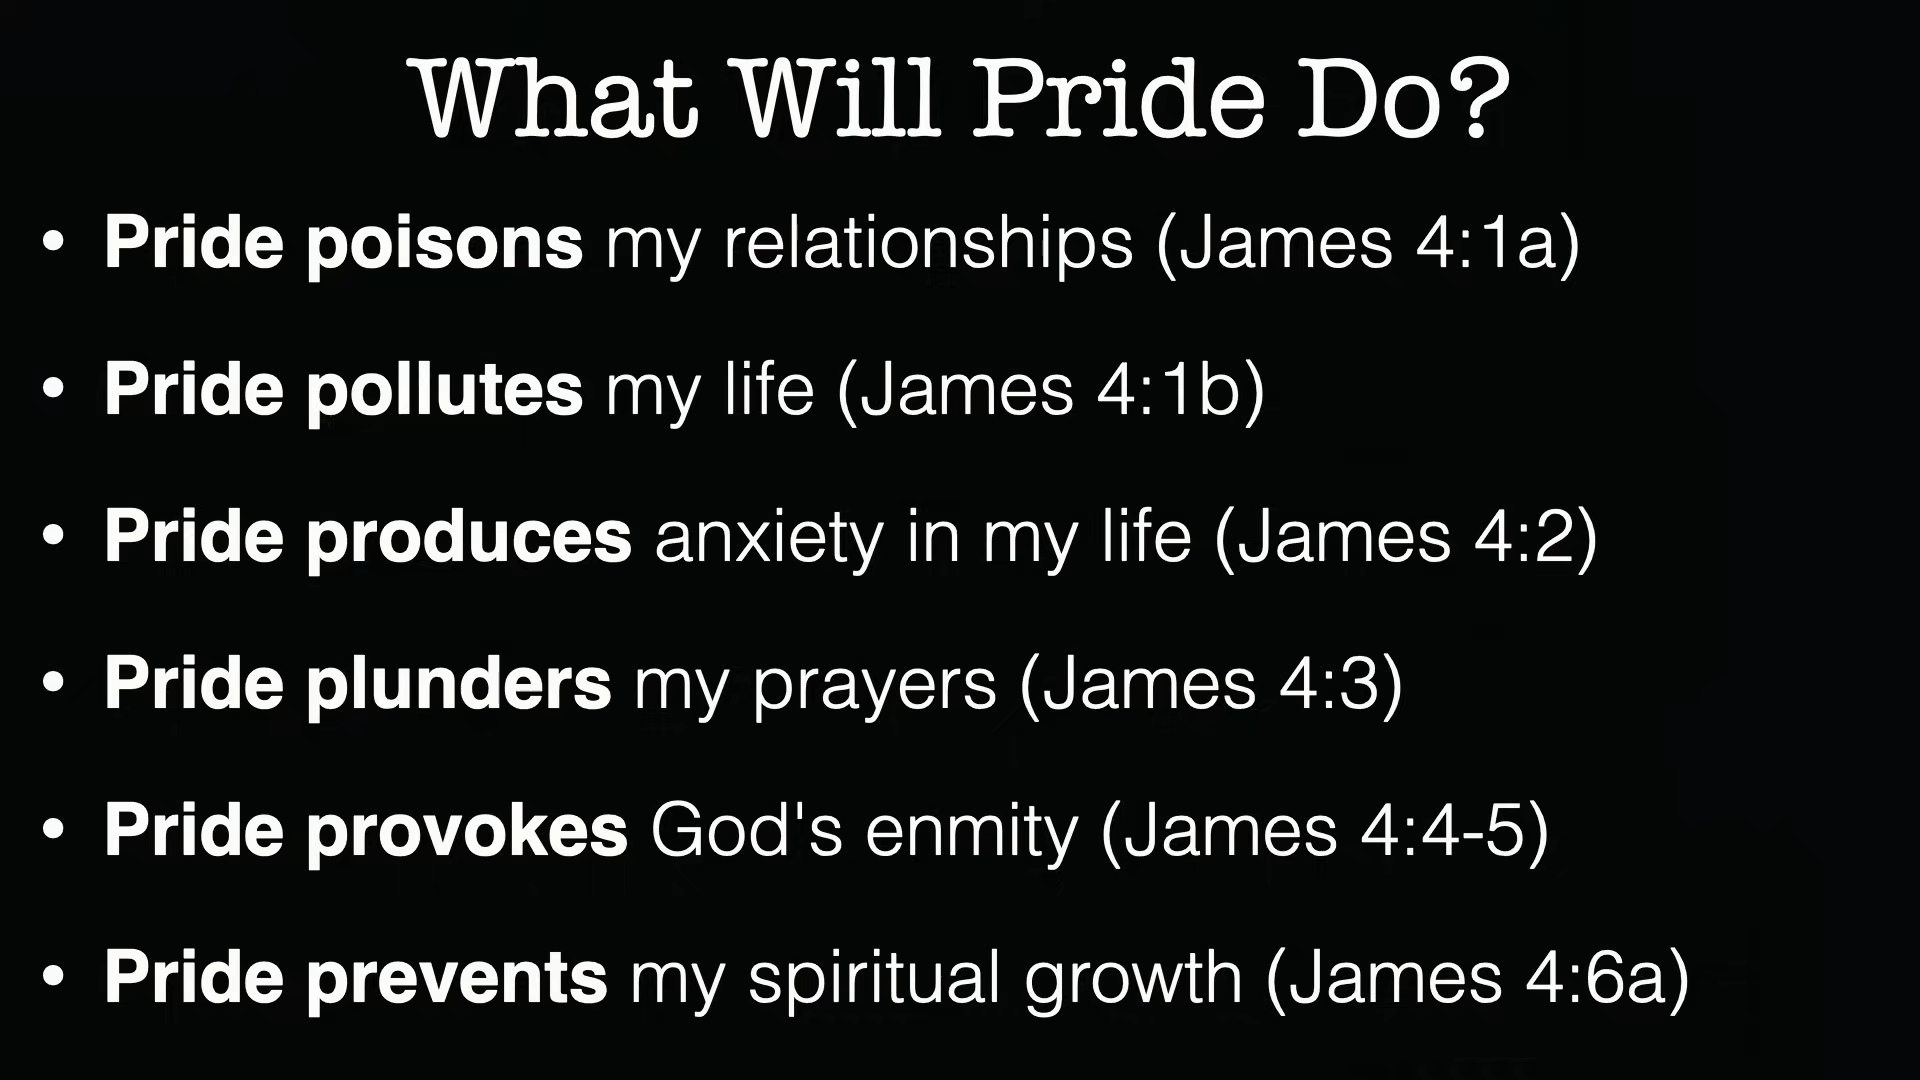 What Will Pride Do?
• Pride poisons my relationships (James 4:1a)
• Pride pollutes my life (James 4:1b)
• Pride produces anxiety in my life (James 4:2)
• Pride plunders my prayers (James 4:3)
• Pride provokes God's enmity (James 4:4-5)
• Pride prevents my spiritual growth (James 4:6a)